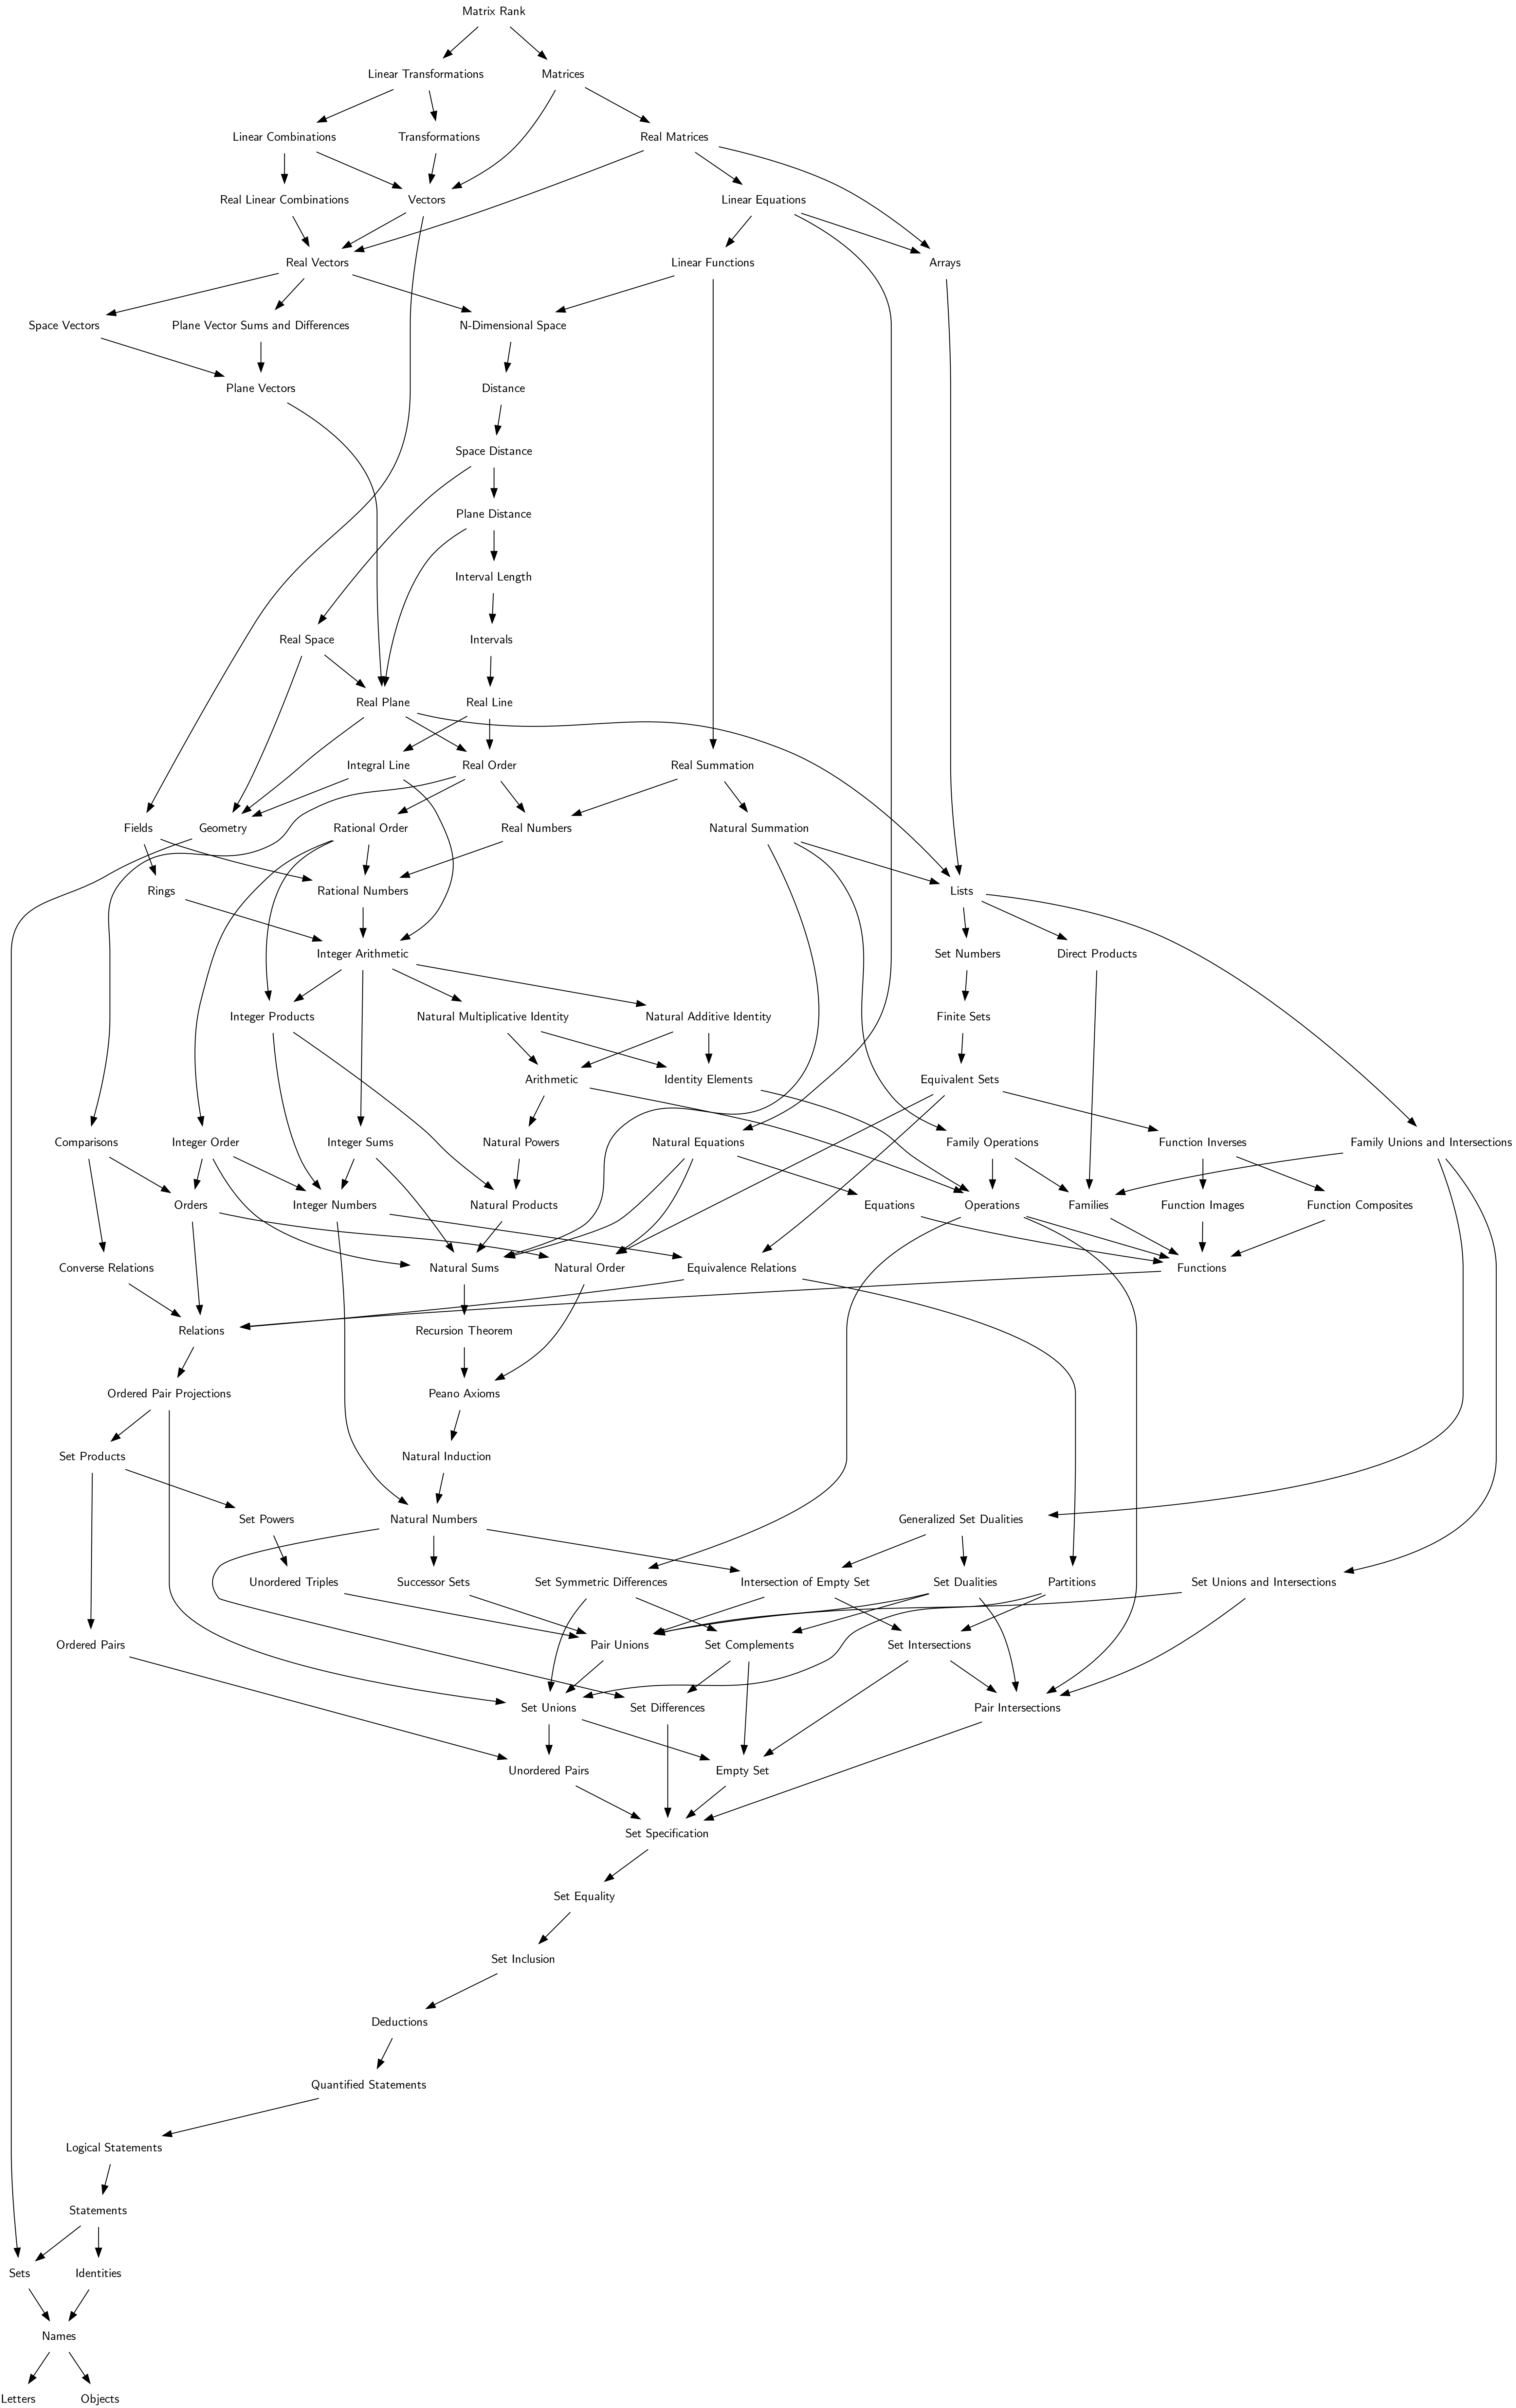 Matrix Rank
Linear Transformations
Matrices
Linear Combinations
Transformations
Real Matrices
Real Linear Combinations
Vectors
Linear Equations
Real Vectors
Linear Functions
Arrays
Space Vectors
Plane Vector Sums and Differences
N-Dimensional Space
Plane Vectors
Distance
Space Distance
Plane Distance
Interval Length
Real Space
Intervals
Real Plane
Real Line
Integral Line
Real Order
Real Summation
Fields
Geometry
Rational Order
Real Numbers
Natural Summation
Rings
Rational Numbers
Lists
Integer Arithmetic
Set Numbers
Direct Products
Integer Products
Natural Multiplicative Identity
Natural Additive Identity
Finite Sets
Arithmetic
Identity Elements
Equivalent Sets
Comparisons
Integer Order
Integer Sums
Natural Powers
Natural Equations
Family Operations
Function Inverses
Family Unions and Intersections
Orders
Integer Numbers
Natural Products
Equations
Operations
Families
Function Images
Function Composites
Converse Relations
Natural Sums
Natural Order
Equivalence Relations
Functions
Relations
Recursion Theorem
Ordered Pair Projections
Peano Axioms
Set Products
Natural Induction
Set Powers
Natural Numbers
Generalized Set Dualities
Unordered Triples
Successor Sets
Set Symmetric Differences
Intersection of Empty Set
Set Dualities
Partitions
Set Unions and Intersections
Ordered Pairs
Pair Unions
Set Complements
Set Intersections
Set Unions
Set Differences
Pair Intersections
Unordered Pairs
Empty Set
Set Specification
Set Equality
Set Inclusion
Deductions
Quantified Statements
Logical Statements
Statements
Sets
Identities
Names
Letters
Objects